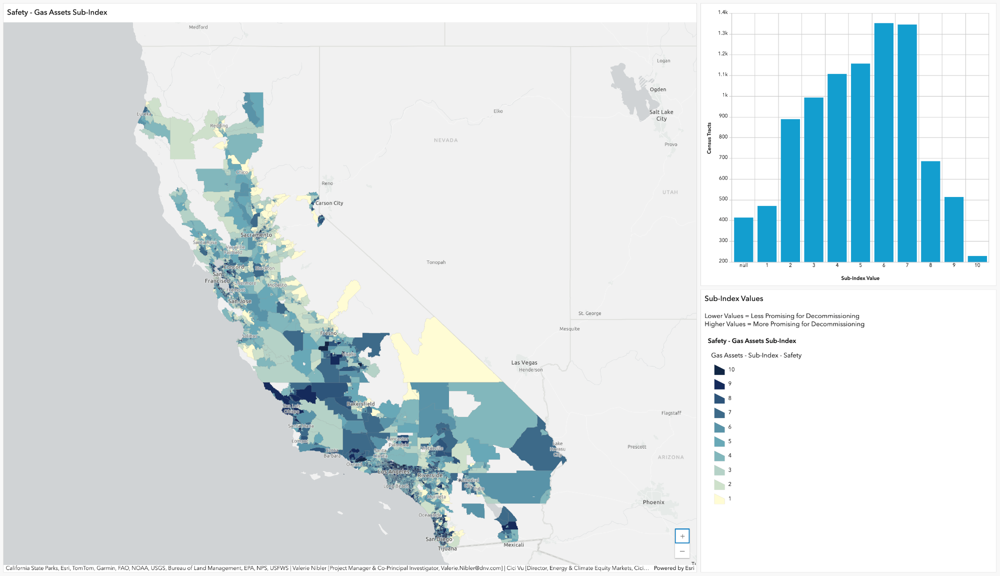 Safety - Gas Assets Sub-Index
Medford
Logan
Ogden
Salt Lake
City
Elko
Eureka
Redding
NEVADA
Provo
Chico
Reno
UTAH
Carson City
Sacramento
Santa Rosa
Vacaville
Fairfield
Tonopah
Concord
Stockton
San
Francisco
Livermore
Modesto
Fremont
San Jose
St. George
Mesquite
Fresno
Salinas
Visalia
Las Vegas
Henderson
Bakersfield
San Luis
Obispo
Flagstaff
Santa Maria
Lancaster
Palmdale
Lompoc
Victorville
Lake
Havasu
City
Prescott
Santa
Barbara
Santa
Clarita
ARIZONA
Oxnard
Los Angeles
Riverside
Cathedral
City
Indio
Long Beach
Murrieta
Phoenix
Oceanside
San Diego
Mexicali
Tijuana
+
−
California State Parks, Esri, TomTom, Garmin, FAO, NOAA, USGS, Bureau of Land Management, EPA, NPS, USFWS | Valerie Nibler [Project Manager & Co-Principal Investigator, Valerie.Nibler@dnv.com] | Cici Vu [Director, Energy & Climate Equity Markets, Cici... Powered by Esri
1.4k
1.3k
1.2k
1.1k
1k
900
800
700
600
500
400
300
200
Census Tracts
null 1 2 3 4 5 6 7 8 9 10
Sub-Index Value
Sub-Index Values
Lower Values = Less Promising for Decommissioning
Higher Values = More Promising for Decommissioning
Safety - Gas Assets Sub-Index
Gas Assets - Sub-Index - Safety
10
9
8
7
6
5
4
3
2
1